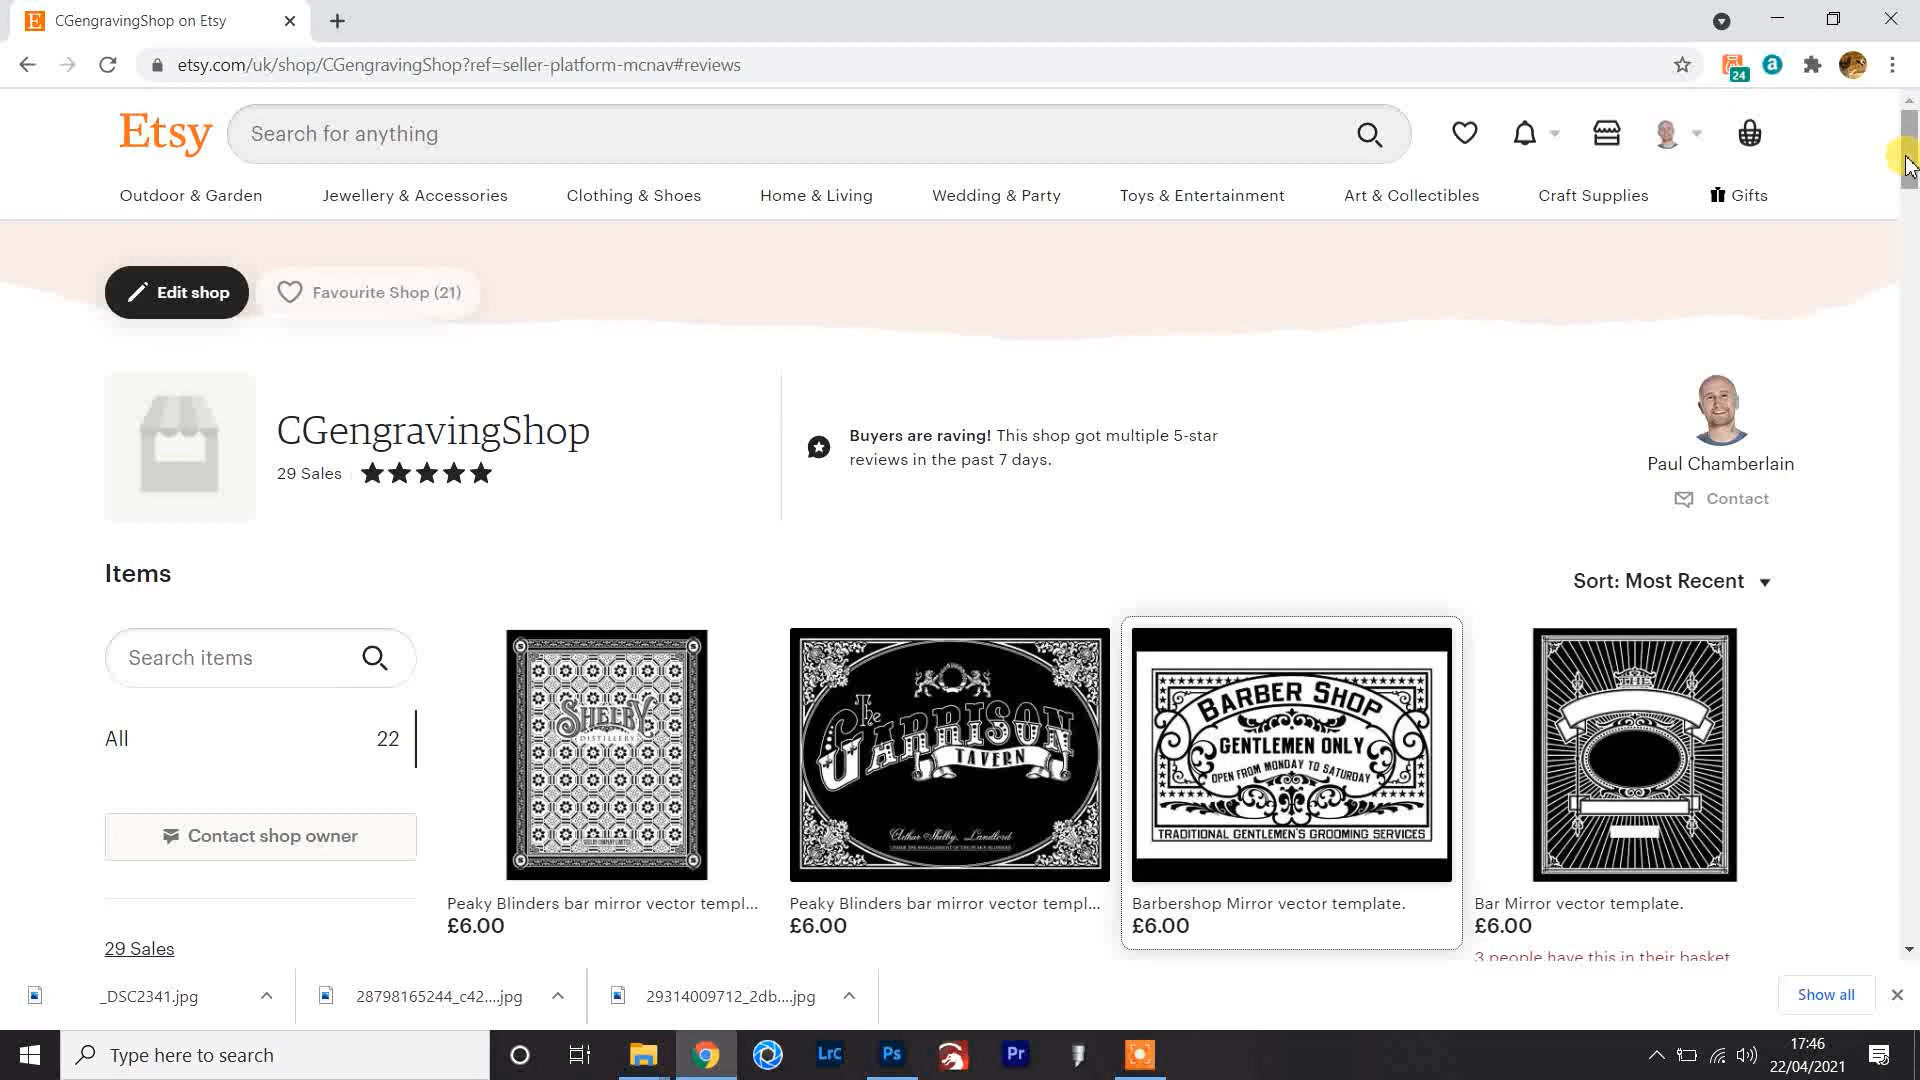 CGengravingShop on Etsy
etsy.com/uk/shop/CGengravingShop?ref=seller-platform-mcnav#reviews
24
Etsy
Search for anything
Outdoor & Garden
Jewellery & Accessories
Clothing & Shoes
Home & Living
Wedding & Party
Toys & Entertainment
Art & Collectibles
Craft Supplies
Gifts
Edit shop
Favourite Shop (21)
CGengravingShop
29 Sales
Buyers are raving! This shop got multiple 5-star
reviews in the past 7 days.
Paul Chamberlain
Contact
Items
Sort: Most Recent
Search items
All
22
Contact shop owner
29 Sales
SHELBY
DISTILLERY
The
GARRISON
TAVERN
Arthur Shelby, Landlord
BARBER SHOP
GENTLEMEN ONLY
OPEN FROM MONDAY TO SATURDAY
TRADITIONAL GENTLEMEN'S GROOMING SERVICES
THE
Peaky Blinders bar mirror vector templ...
£6.00
Peaky Blinders bar mirror vector templ...
£6.00
Barbershop Mirror vector template.
£6.00
Bar Mirror vector template.
£6.00
3 people have this in their basket
_DSC2341.jpg
28798165244_c42....jpg
29314009712_2db....jpg
Show all
Type here to search
LrC
Ps
Pr
17:46
22/04/2021